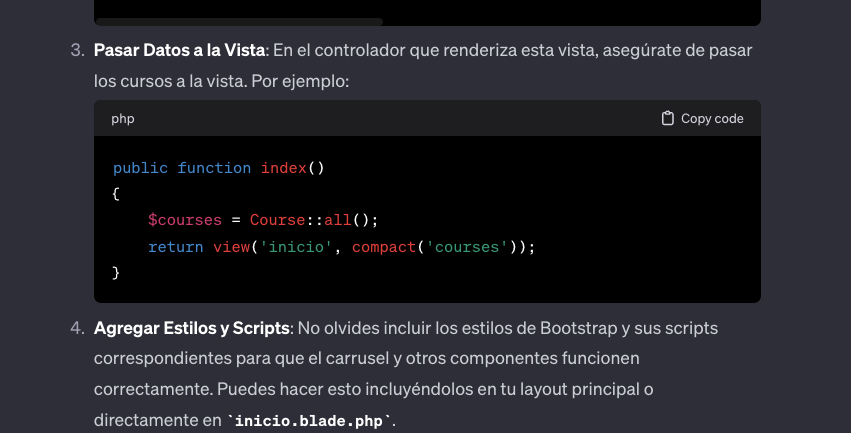 3. Pasar Datos a la Vista: En el controlador que renderiza esta vista, asegúrate de pasar
los cursos a la vista. Por ejemplo:
php Copy code
public function index()
{
    $courses = Course::all();
    return view('inicio', compact('courses'));
}
4. Agregar Estilos y Scripts: No olvides incluir los estilos de Bootstrap y sus scripts
correspondientes para que el carrusel y otros componentes funcionen
correctamente. Puedes hacer esto incluyéndolos en tu layout principal o
directamente en `inicio.blade.php`.